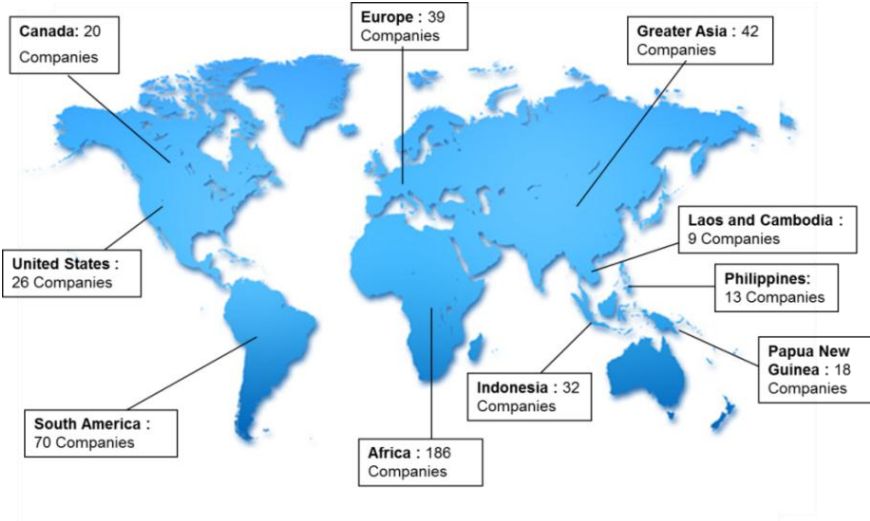 Canada: 20
Companies
Europe : 39
Companies
Greater Asia : 42
Companies
Laos and Cambodia :
9 Companies
United States :
26 Companies
Philippines:
13 Companies
Papua New
Guinea : 18
Companies
Indonesia : 32
Companies
South America :
70 Companies
Africa : 186
Companies